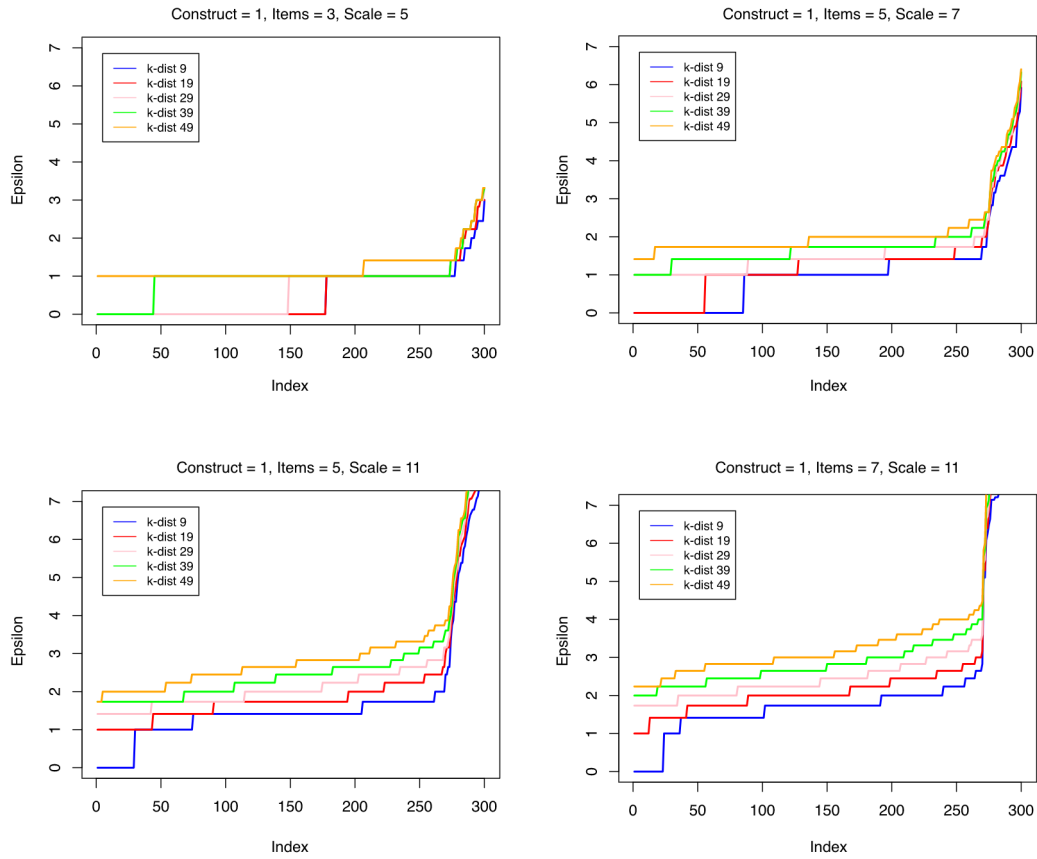 Construct = 1, Items = 3, Scale = 5
Epsilon
7
6
5
4
3
2
1
0
k-dist 9
k-dist 19
k-dist 29
k-dist 39
k-dist 49
0 50 100 150 200 250 300
Index
Construct = 1, Items = 5, Scale = 7
Epsilon
7
6
5
4
3
2
1
0
k-dist 9
k-dist 19
k-dist 29
k-dist 39
k-dist 49
0 50 100 150 200 250 300
Index
Construct = 1, Items = 5, Scale = 11
Epsilon
7
6
5
4
3
2
1
0
k-dist 9
k-dist 19
k-dist 29
k-dist 39
k-dist 49
0 50 100 150 200 250 300
Index
Construct = 1, Items = 7, Scale = 11
Epsilon
7
6
5
4
3
2
1
0
k-dist 9
k-dist 19
k-dist 29
k-dist 39
k-dist 49
0 50 100 150 200 250 300
Index